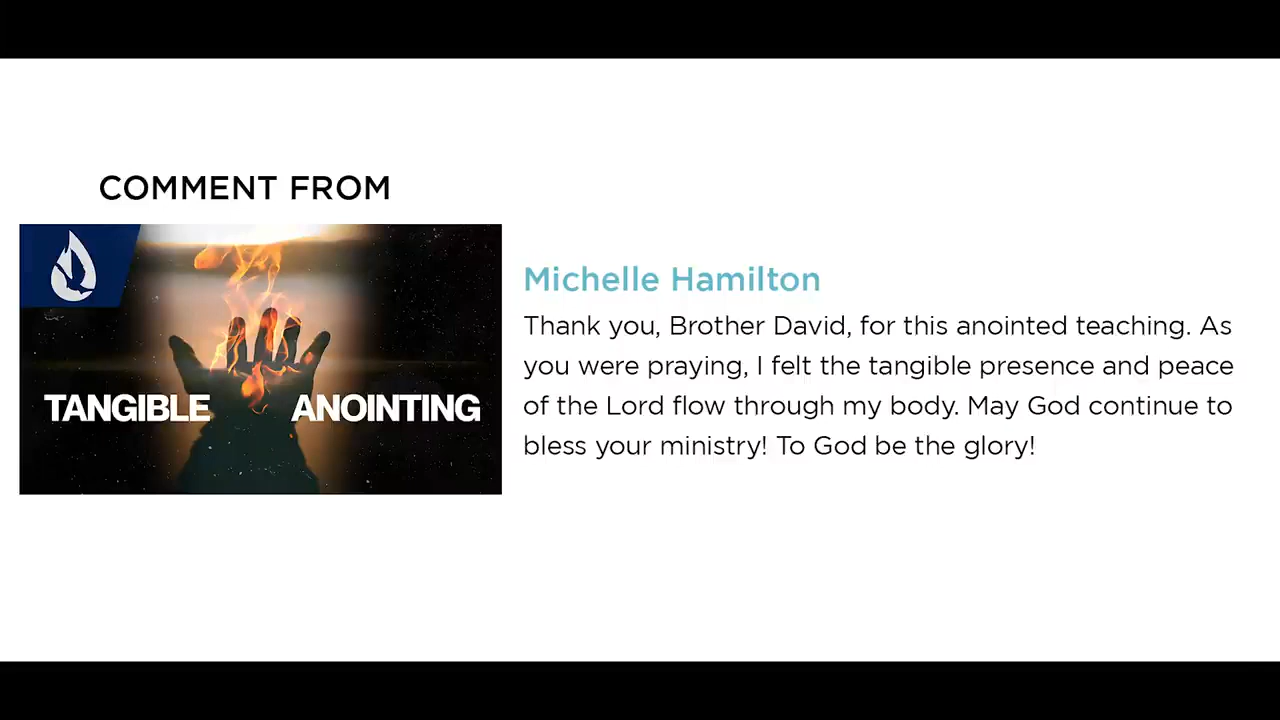 COMMENT FROM
TANGIBLE ANOINTING
Michelle Hamilton
Thank you, Brother David, for this anointed teaching. As
you were praying, I felt the tangible presence and peace
of the Lord flow through my body. May God continue to
bless your ministry! To God be the glory!